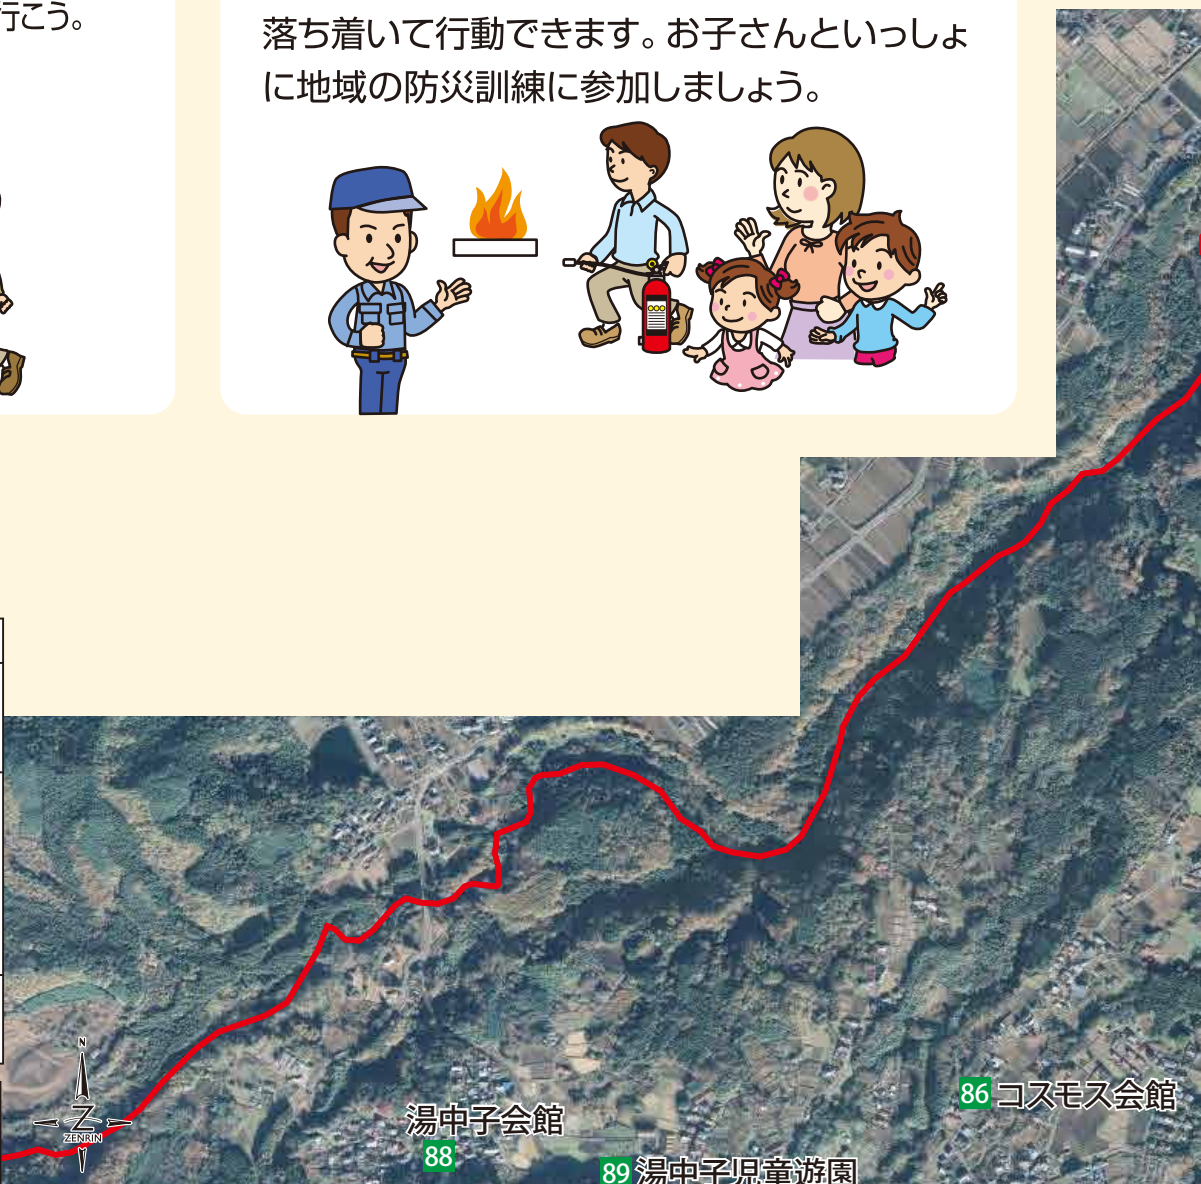 行こう。
落ち着いて行動できます。お子さんといっしょ
に地域の防災訓練に参加しましょう。
N
Z
ZENRIN
86 コスモス会館
湯中子会館
88
89 湯中子児童遊園